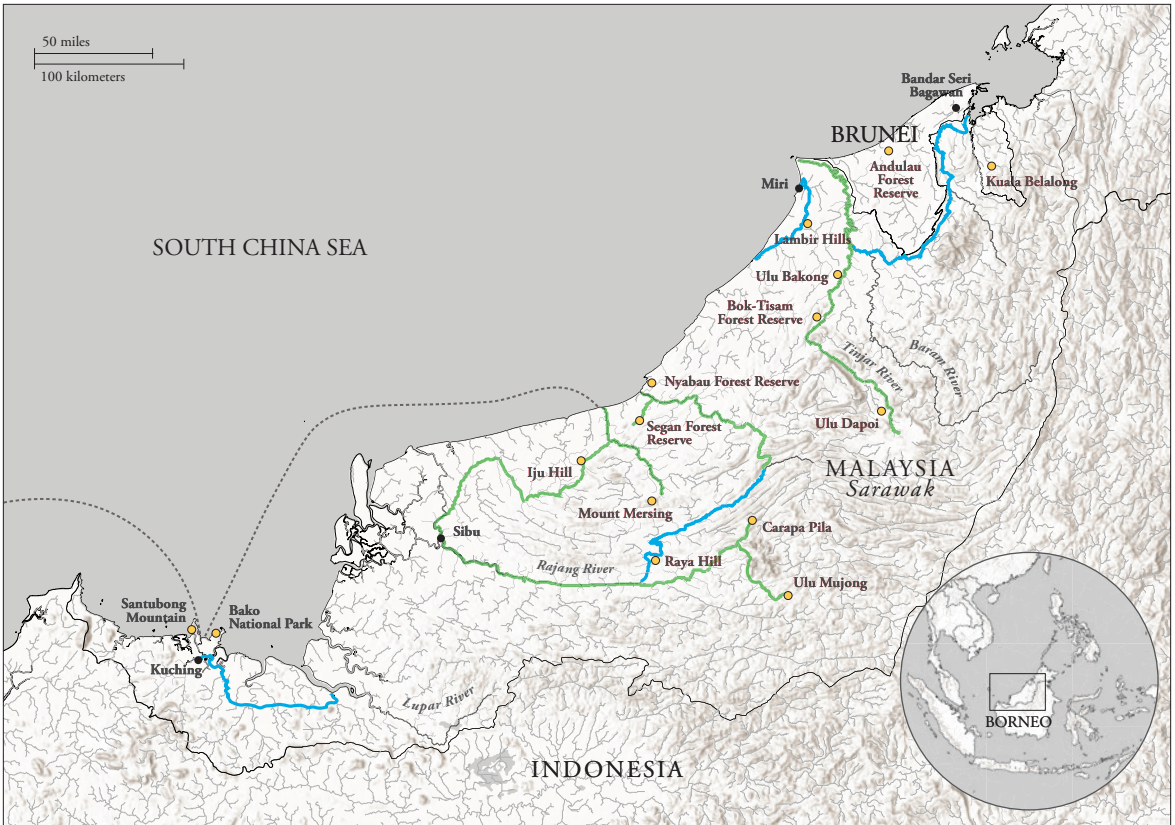 50 miles
100 kilometers
Bandar Seri
Bagawan
BRUNEI
Andulau
Forest
Reserve
Kuala Belalong
Miri
Lambir Hills
SOUTH CHINA SEA
Ulu Bakong
Bok-Tisam
Forest Reserve
Tinjar River
Baram River
Nyabau Forest Reserve
Ulu Dapoi
Segan Forest
Reserve
Iju Hill
MALAYSIA
Sarawak
Mount Mersing
Carapa Pila
Sibu
Rajang River
Raya Hill
Ulu Mujong
Santubong
Mountain
Bako
National Park
Kuching
Lupar River
BORNEO
INDONESIA